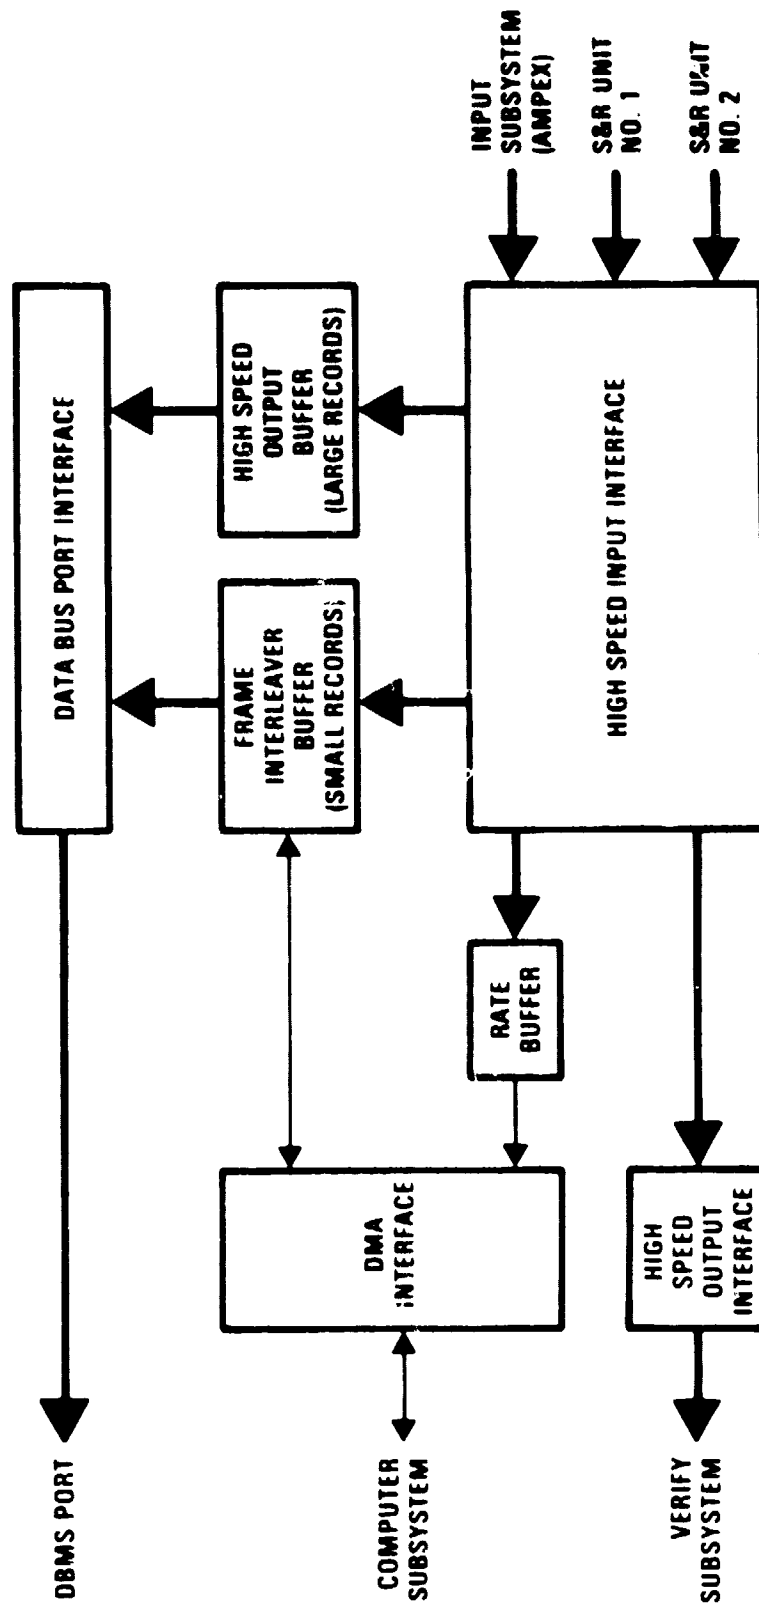 DBMS PORT
COMPUTER
SUBSYSTEM
VERIFY
SUBSYSTEM
DMA
INTERFACE
HIGH
SPEED
OUTPUT
INTERFACE
RATE
BUFFER
DATA BUS PORT INTERFACE
FRAME
INTERLEAVER
BUFFER
(SMALL RECORDS)
HIGH SPEED
OUTPUT
BUFFER
(LARGE RECORDS)
HIGH SPEED INPUT INTERFACE
INPUT
SUBSYSTEM
(AMPEX)
S&R UNIT
NO. 1
S&R UNIT
NO. 2